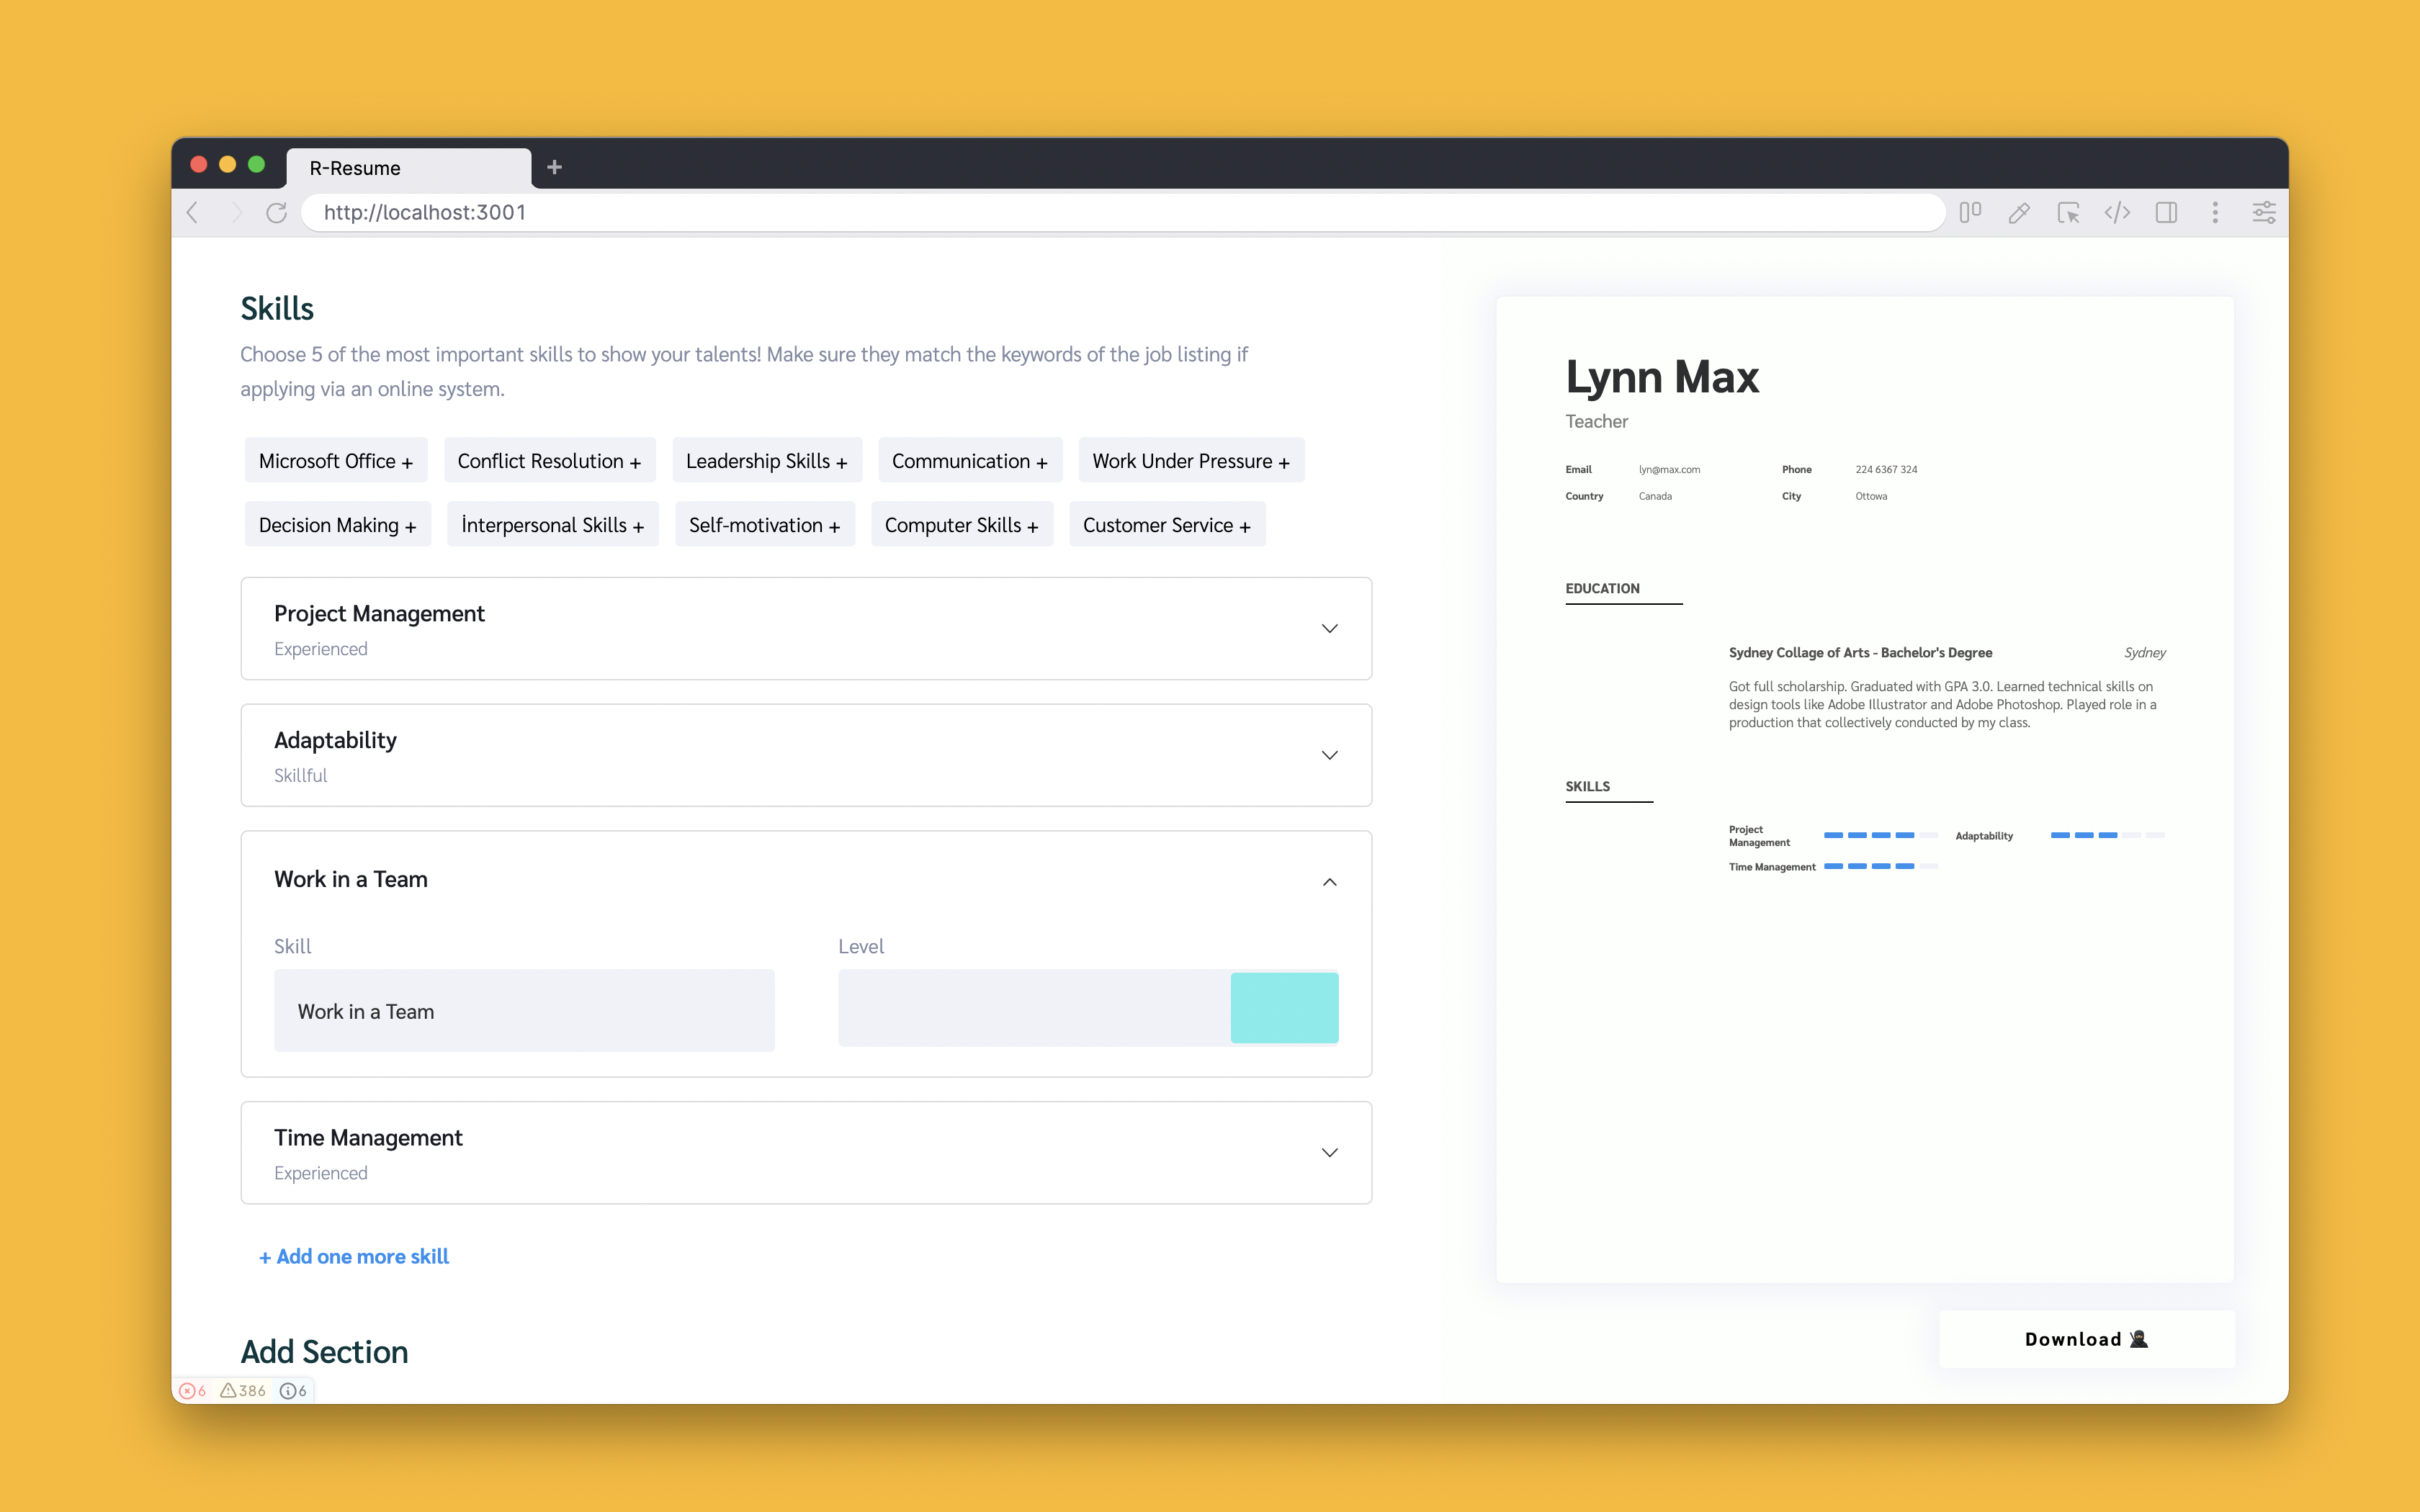 R-Resume
http://localhost:3001
Skills
Choose 5 of the most important skills to show your talents! Make sure they match the keywords of the job listing if
applying via an online system.
Microsoft Office +
Conflict Resolution +
Leadership Skills +
Communication +
Work Under Pressure +
Decision Making +
İnterpersonal Skills +
Self-motivation +
Computer Skills +
Customer Service +
Project Management
Experienced
Adaptability
Skillful
Work in a Team
Skill
Level
Work in a Team
Time Management
Experienced
+ Add one more skill
Add Section
6
386
6
Lynn Max
Teacher
Email lyn@max.com Phone 224 6367 324
Country Canada City Ottowa
EDUCATION
Sydney Collage of Arts - Bachelor's Degree Sydney
Got full scholarship. Graduated with GPA 3.0. Learned technical skills on
design tools like Adobe Illustrator and Adobe Photoshop. Played role in a
production that collectively conducted by my class.
SKILLS
Project
Management
Adaptability
Time Management
Download